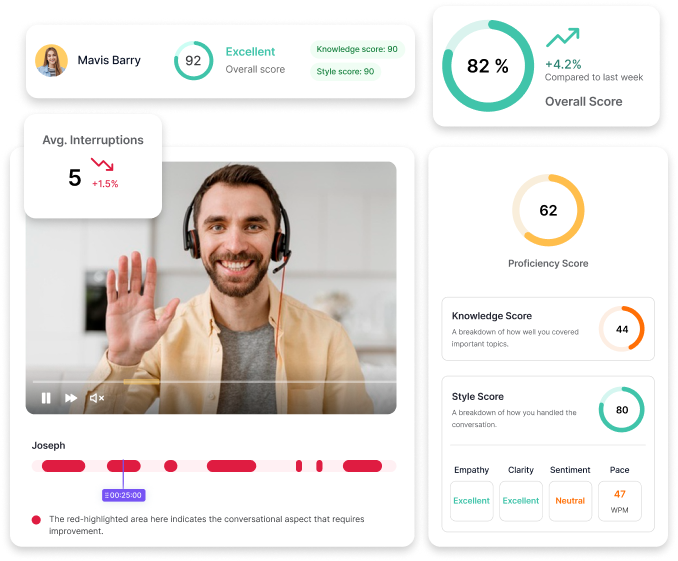 Mavis Barry
92
Excellent
Overall score
Knowledge score: 90
Style score: 90
82 %
+4.2%
Compared to last week
Overall Score
Avg. Interruptions
5
+1.5%
Joseph
00:25:00
The red-highlighted area here indicates the conversational aspect that requires
improvement.
62
Proficiency Score
Knowledge Score
A breakdown of how well you covered
important topics.
44
Style Score
A breakdown of how you handled the
conversation.
80
Empathy Clarity Sentiment Pace
Excellent Excellent Neutral 47
WPM